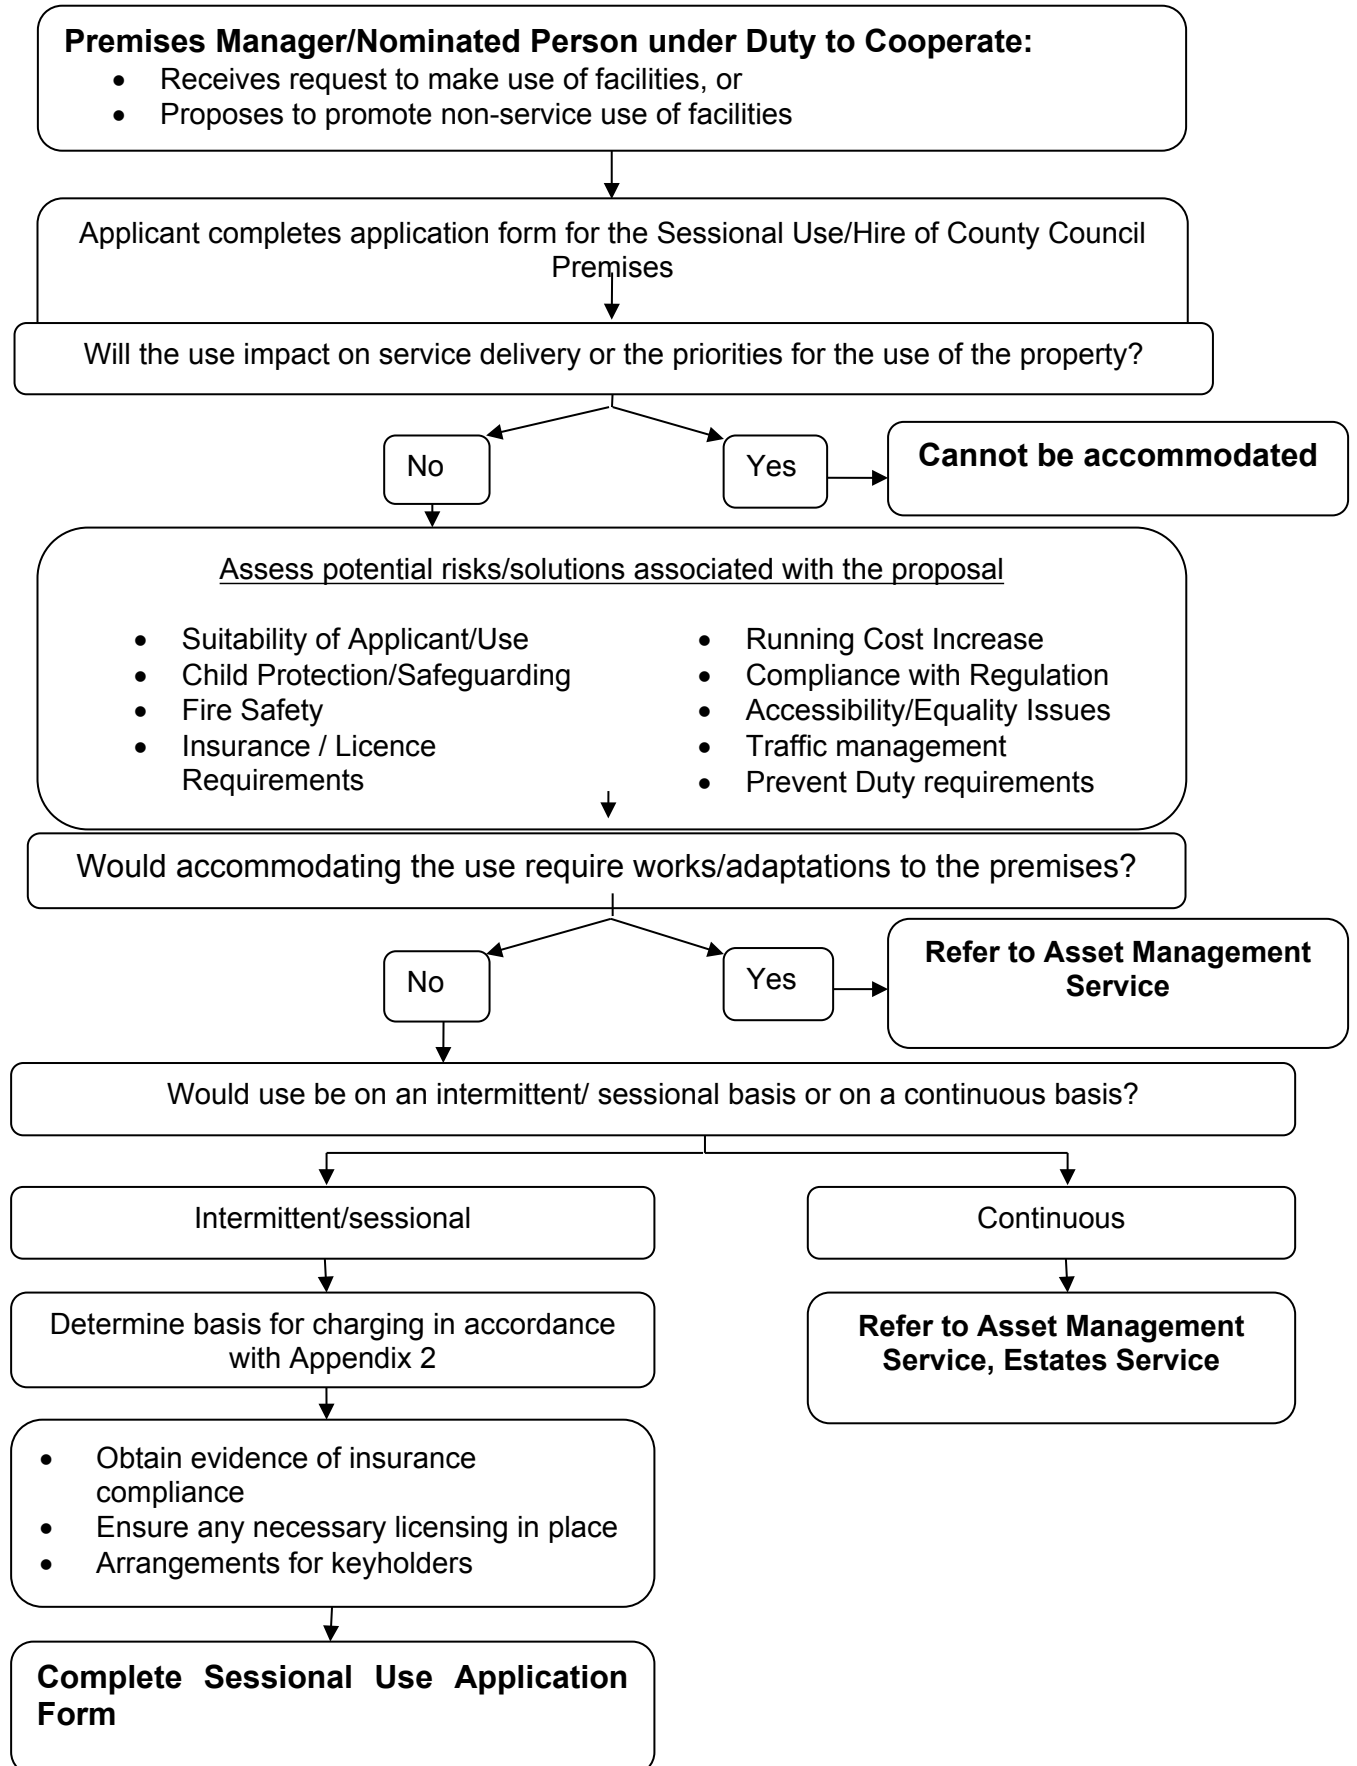 Premises Manager/Nominated Person under Duty to Cooperate:
• Receives request to make use of facilities, or
• Proposes to promote non-service use of facilities
Applicant completes application form for the Sessional Use/Hire of County Council
Premises
Will the use impact on service delivery or the priorities for the use of the property?
No
Yes
Cannot be accommodated
Assess potential risks/solutions associated with the proposal
• Suitability of Applicant/Use
• Child Protection/Safeguarding
• Fire Safety
• Insurance / Licence
Requirements
• Running Cost Increase
• Compliance with Regulation
• Accessibility/Equality Issues
• Traffic management
• Prevent Duty requirements
Would accommodating the use require works/adaptations to the premises?
No
Yes
Refer to Asset Management
Service
Would use be on an intermittent/ sessional basis or on a continuous basis?
Intermittent/sessional
Continuous
Determine basis for charging in accordance
with Appendix 2
Refer to Asset Management
Service, Estates Service
• Obtain evidence of insurance
compliance
• Ensure any necessary licensing in place
• Arrangements for keyholders
Complete Sessional Use Application
Form